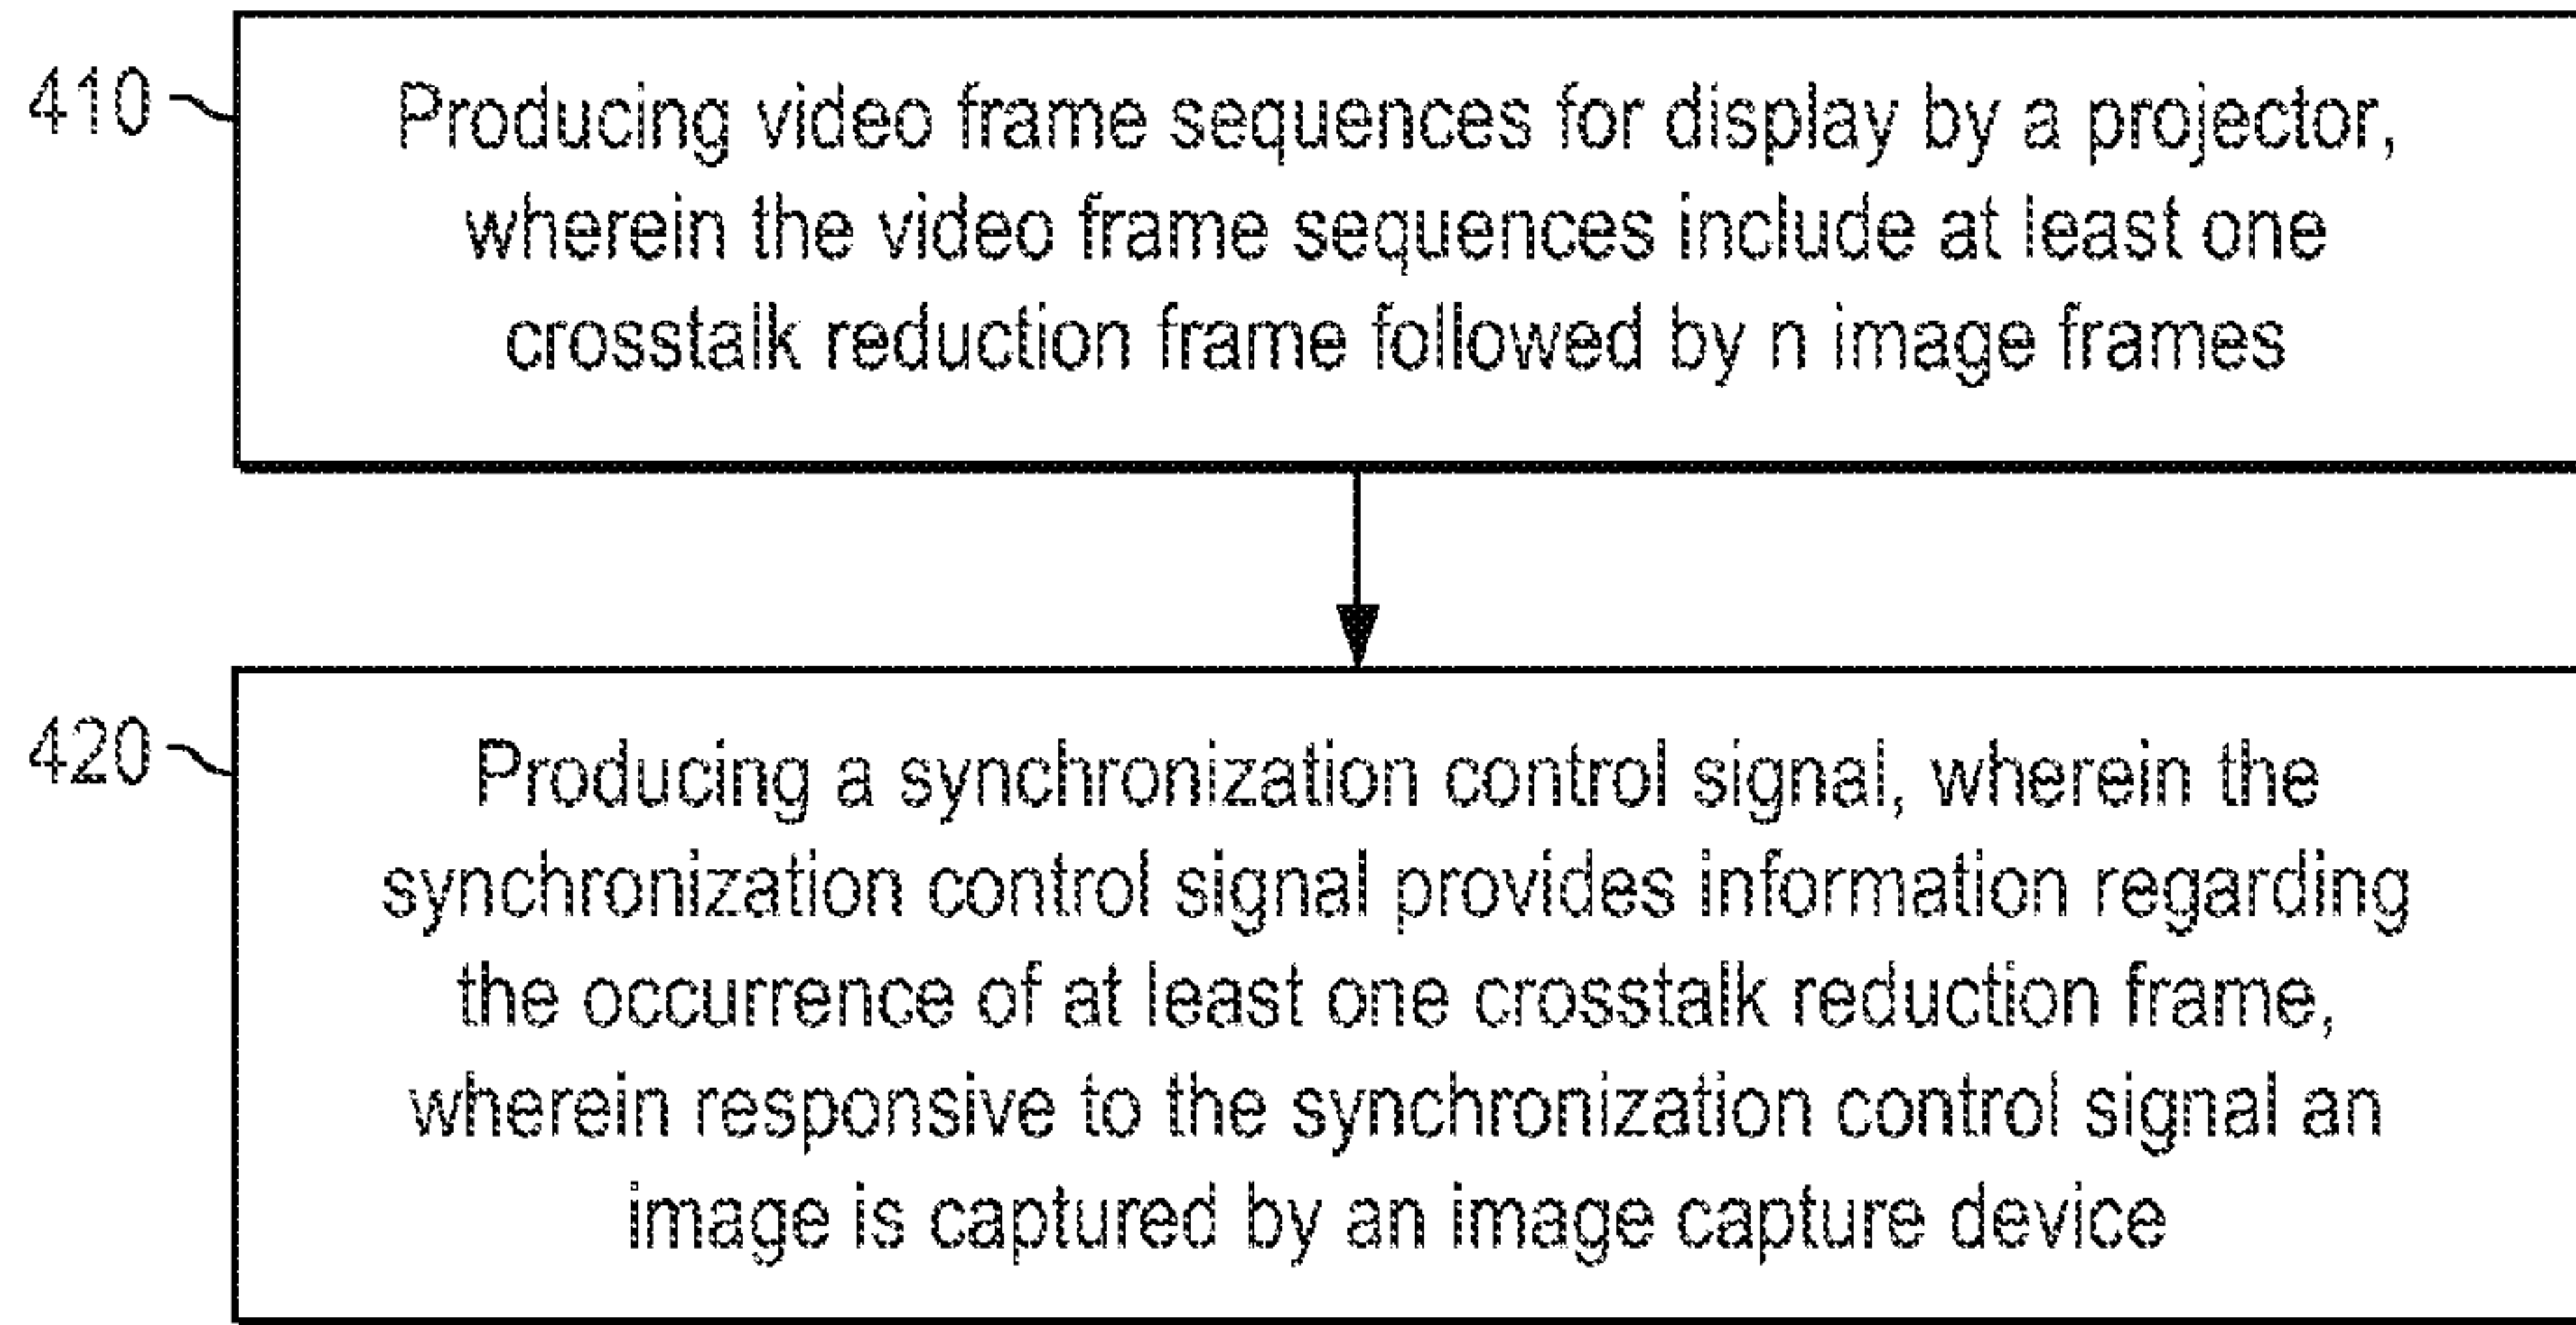 410
Producing video frame sequences for display by a projector,
wherein the video frame sequences include at least one
crosstalk reduction frame followed by n image frames
420
Producing a synchronization control signal, wherein the
synchronization control signal provides information regarding
the occurrence of at least one crosstalk reduction frame,
wherein responsive to the synchronization control signal an
image is captured by an image capture device